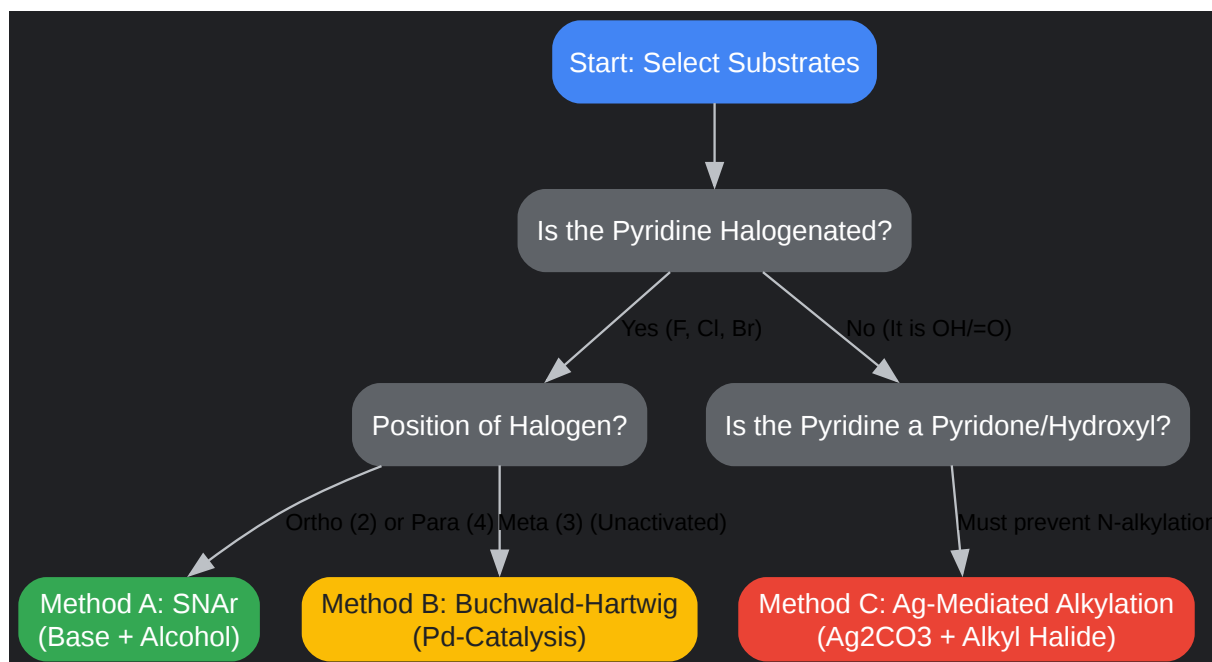 Start: Select Substrates
Is the Pyridine Halogenated?
Yes (F, Cl, Br)
No (It is OH/=O)
Position of Halogen?
Is the Pyridine a Pyridone/Hydroxyl?
Ortho (2) or Para (4)
Meta (3) (Unactivated)
Must prevent N-alkylation
Method A: SNAr
(Base + Alcohol)
Method B: Buchwald-Hartwig
(Pd-Catalysis)
Method C: Ag-Mediated Alkylation
(Ag2CO3 + Alkyl Halide)